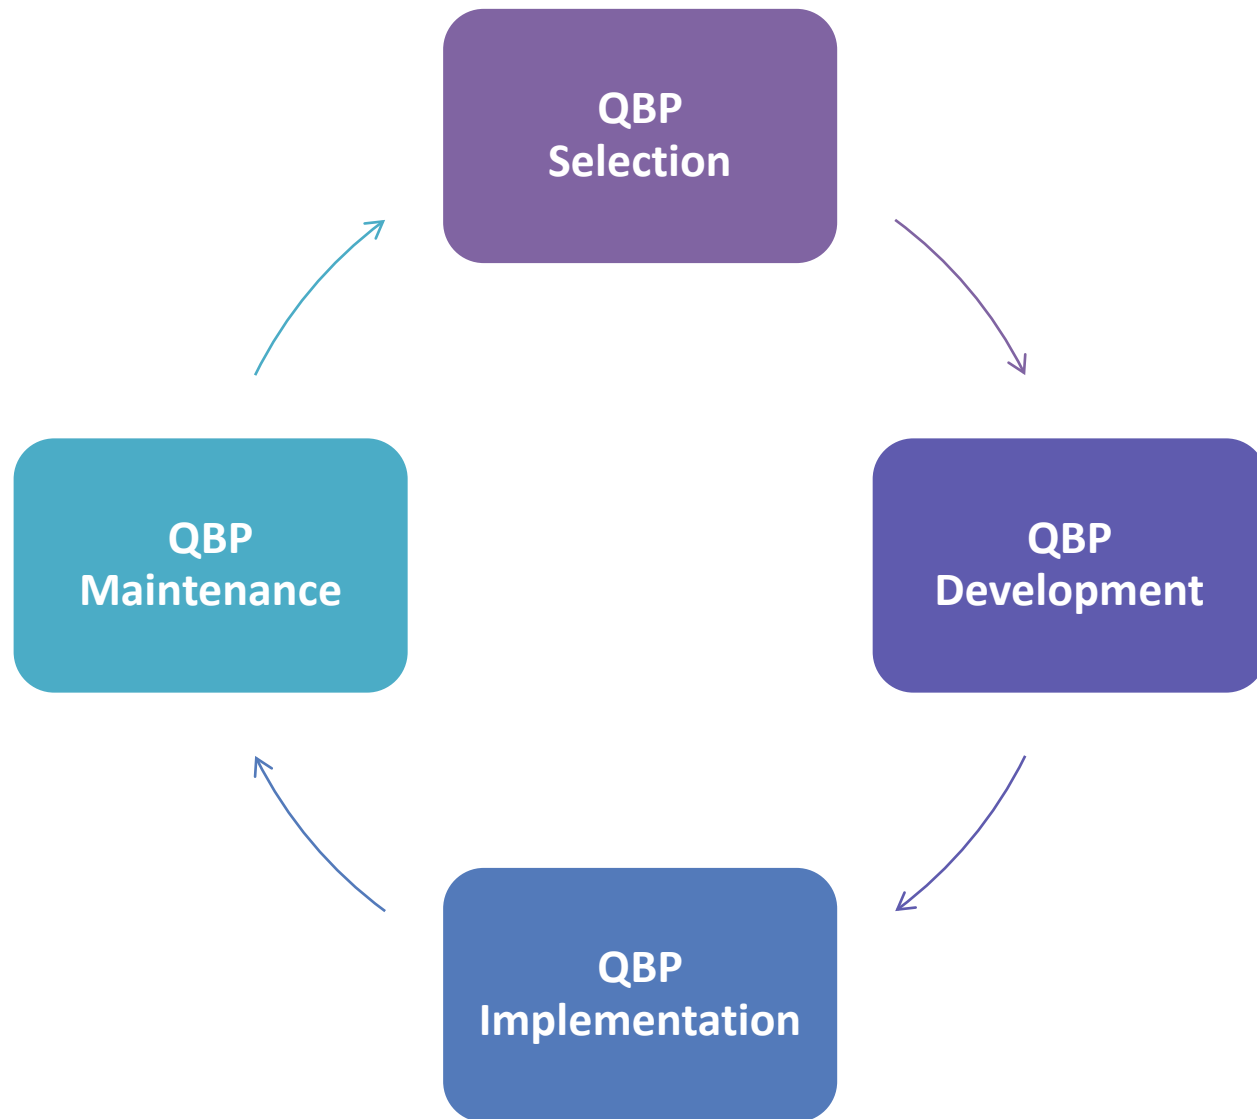 QBP
Selection
QBP
Development
QBP
Implementation
QBP
Maintenance